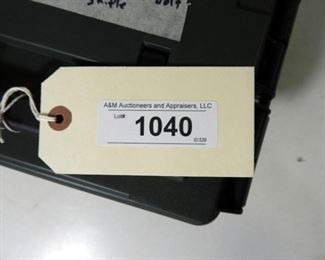 A&M Auctioneers and Appraisers, LLC
Lot#:
1040